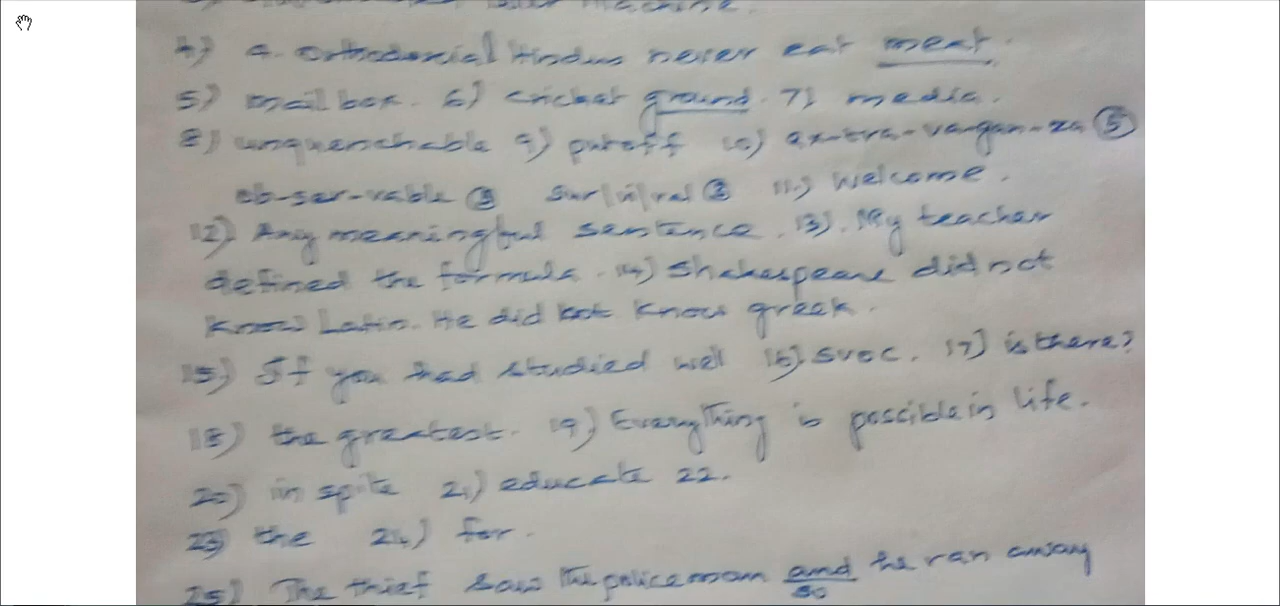 machine.
4) a. Orthodoxial Hindus never eat meat.
5) mail box. 6) cricket ground. 7) media.
8) unquenchable 9) put off 10) ex-tra-va-gan-za (5)
ob-ser-vable (3) Sur/vi/val (3) 11.) Welcome.
12). Any meaningful sentence. 13). My teacher
defined the formula. 14) Shakespeare did not
know Latin. He did not know greek.
15) If you had studied well 16). SVOC. 17) is there?
18) the greatest. 19) Everything is possible in life.
20) in spite 21) educate 22.
23) the 24) for.
25) The thief saw the policeman and he ran away
so